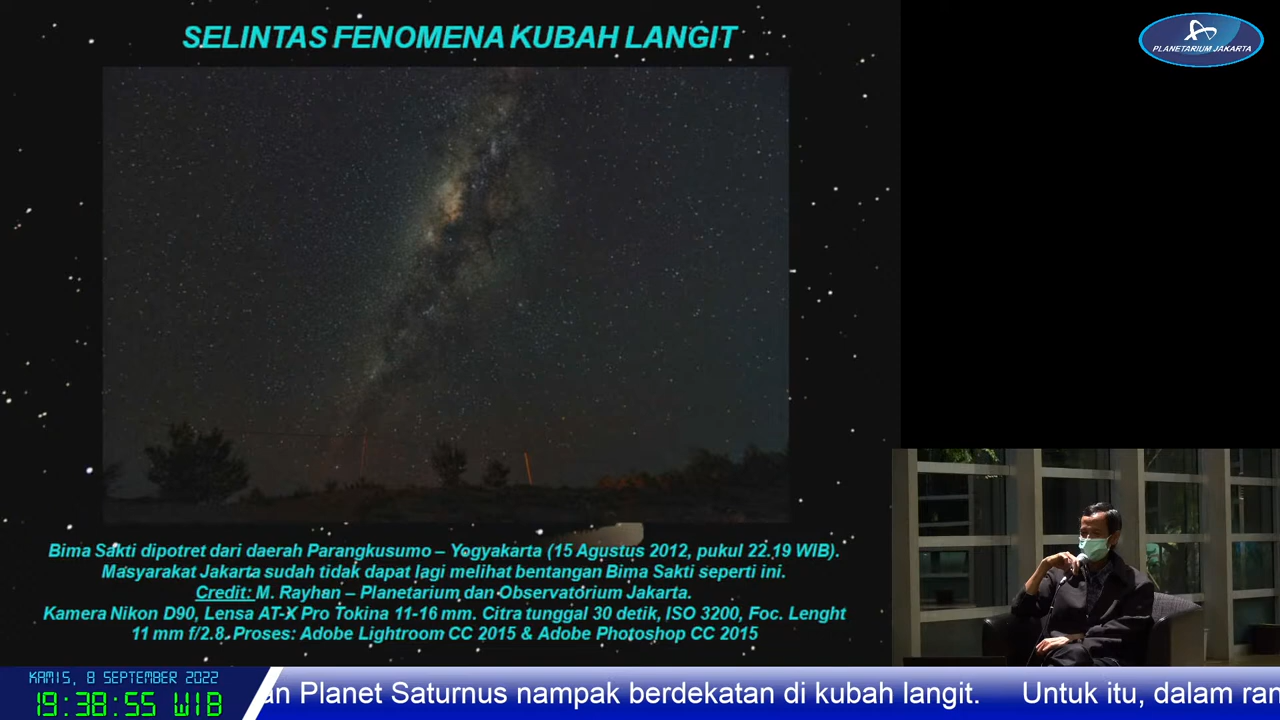 SELINTAS FENOMENA KUBAH LANGIT
PLANETARIUM JAKARTA
Bima Sakti dipotret dari daerah Parangkusumo – Yogyakarta (15 Agustus 2012, pukul 22.19 WIB).
Masyarakat Jakarta sudah tidak dapat lagi melihat bentangan Bima Sakti seperti ini.
Credit: M. Rayhan – Planetarium dan Observatorium Jakarta.
Kamera Nikon D90, Lensa AT-X Pro Tokina 11-16 mm. Citra tunggal 30 detik, ISO 3200, Foc. Lenght
11 mm f/2.8. Proses: Adobe Lightroom CC 2015 & Adobe Photoshop CC 2015
KAMIS, 8 SEPTEMBER 2022
19:38:55 WIB
an Planet Saturnus nampak berdekatan di kubah langit. Untuk itu, dalam ran